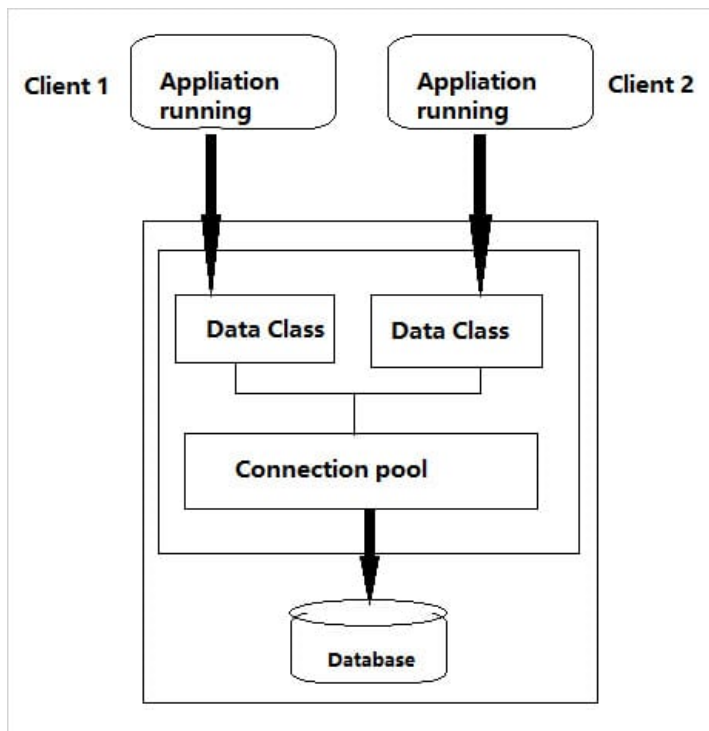 Client 1
Appliation
running
Appliation
running
Client 2
Data Class
Data Class
Connection pool
Database